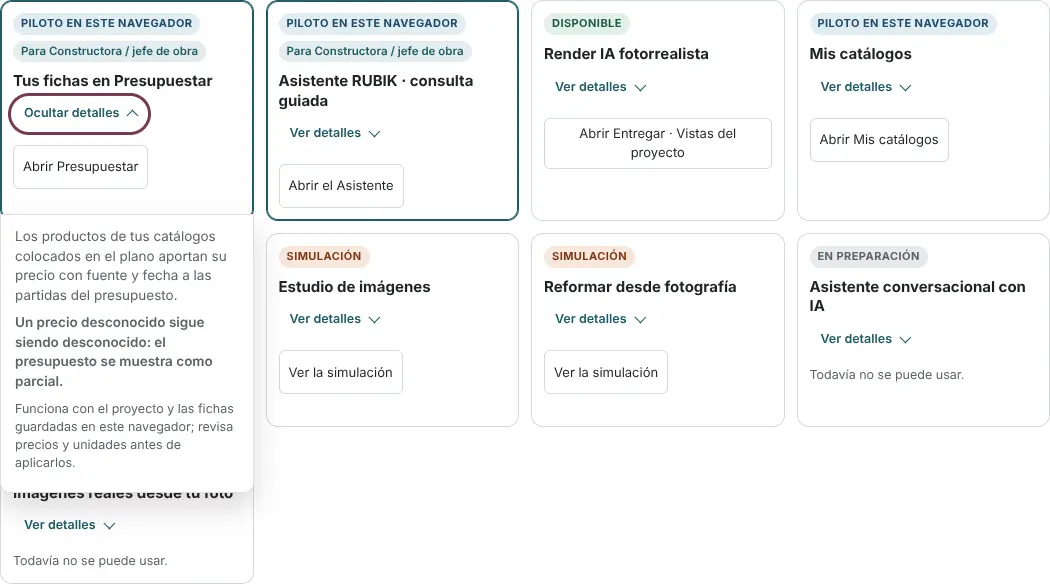 PILOTO EN ESTE NAVEGADOR
Para Constructora / jefe de obra
Tus fichas en Presupuestar
Ocultar detalles
Abrir Presupuestar
Los productos de tus catálogos
colocados en el plano aportan su
precio con fuente y fecha a las
partidas del presupuesto.
Un precio desconocido sigue
siendo desconocido: el
presupuesto se muestra como
parcial.
Funciona con el proyecto y las fichas
guardadas en este navegador; revisa
precios y unidades antes de
aplicarlos.
PILOTO EN ESTE NAVEGADOR
Para Constructora / jefe de obra
Asistente RUBIK · consulta
guiada
Ver detalles
Abrir el Asistente
DISPONIBLE
Render IA fotorrealista
Ver detalles
Abrir Entregar · Vistas del
proyecto
PILOTO EN ESTE NAVEGADOR
Mis catálogos
Ver detalles
Abrir Mis catálogos
SIMULACIÓN
Estudio de imágenes
Ver detalles
Ver la simulación
SIMULACIÓN
Reformar desde fotografía
Ver detalles
Ver la simulación
EN PREPARACIÓN
Asistente conversacional con
IA
Ver detalles
Todavía no se puede usar.
Imágenes reales desde tu foto
Ver detalles
Todavía no se puede usar.